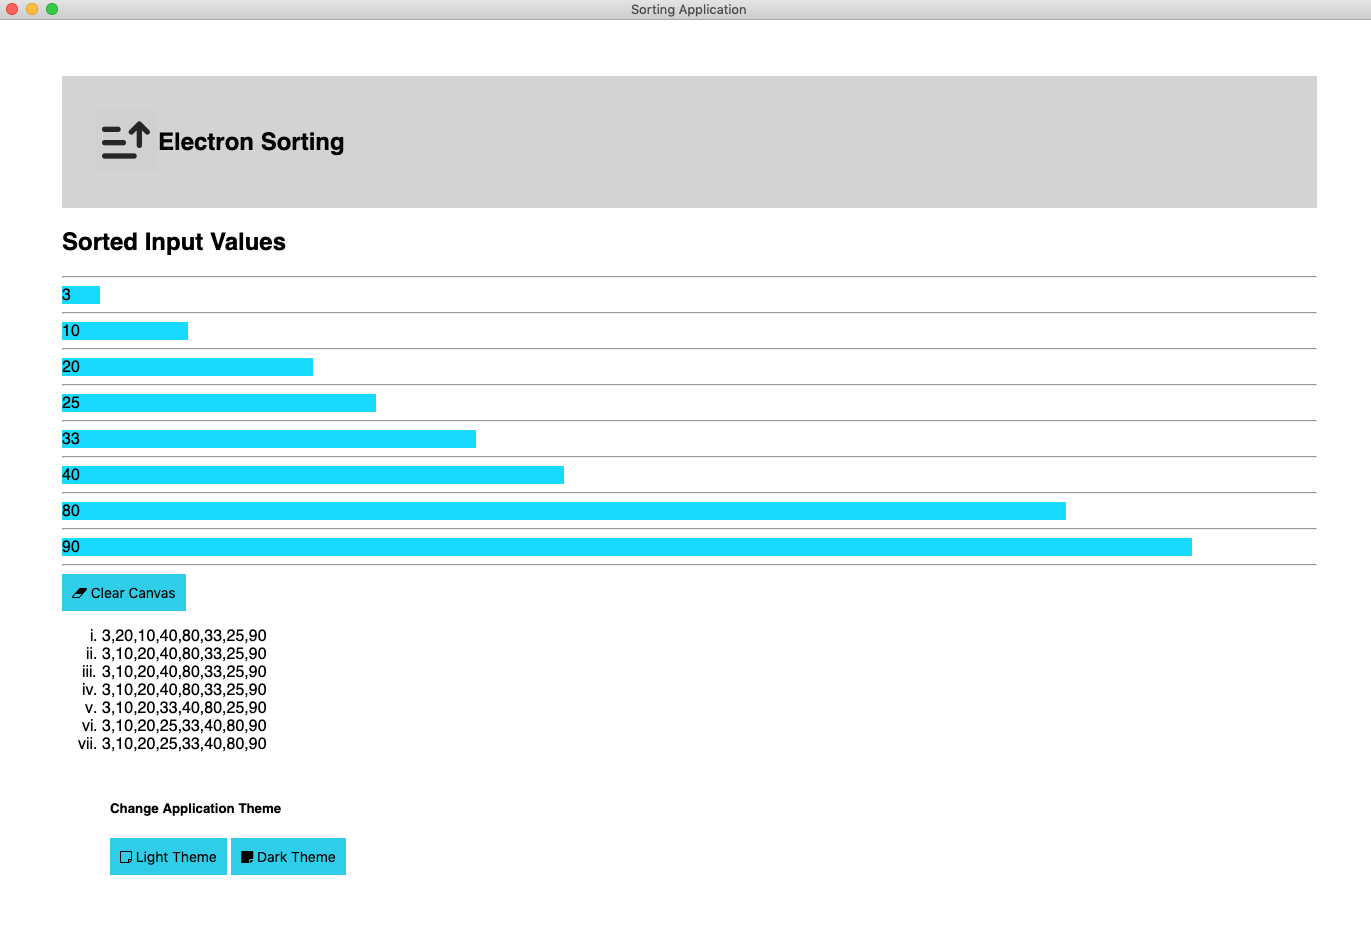 Sorting Application
Electron Sorting
Sorted Input Values
3
10
20
25
33
40
80
90
Clear Canvas
i. 3,20,10,40,80,33,25,90
ii. 3,10,20,40,80,33,25,90
iii. 3,10,20,40,80,33,25,90
iv. 3,10,20,40,80,33,25,90
v. 3,10,20,33,40,80,25,90
vi. 3,10,20,25,33,40,80,90
vii. 3,10,20,25,33,40,80,90
Change Application Theme
Light Theme Dark Theme